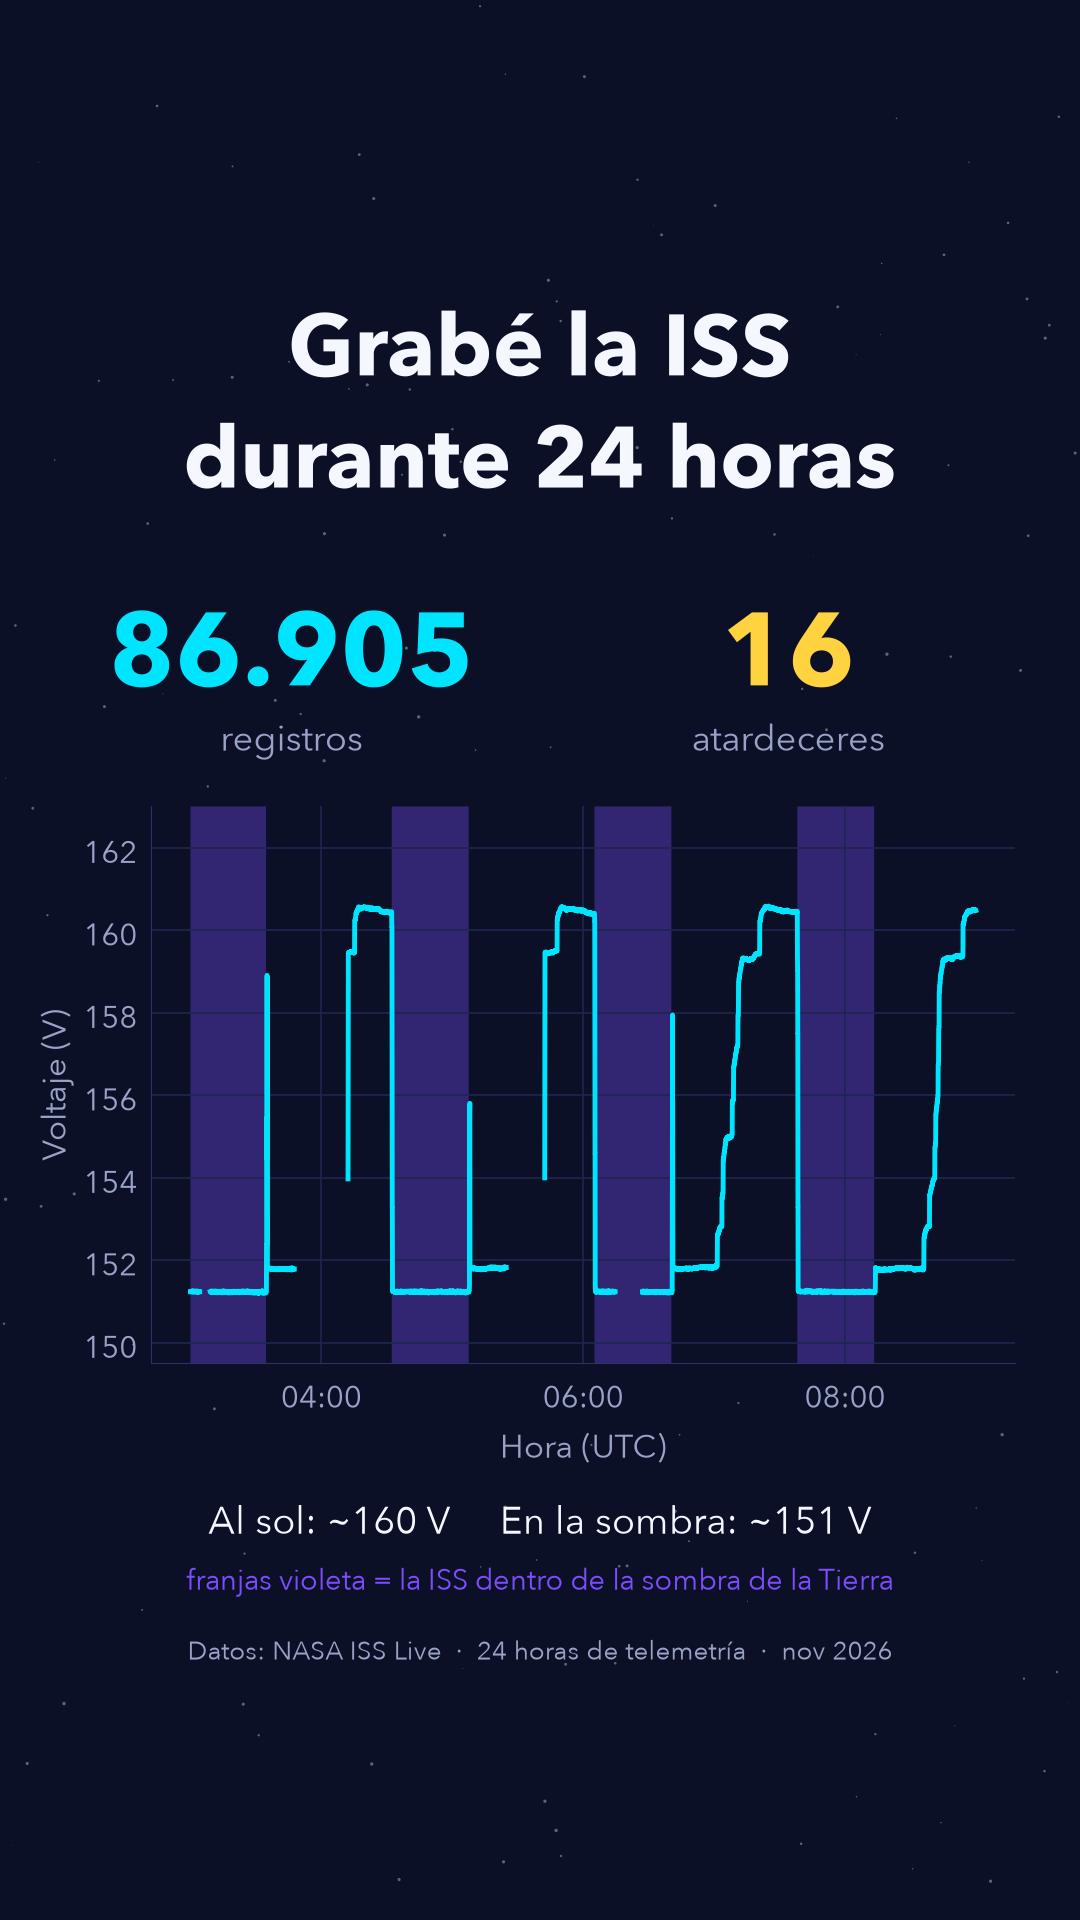 Grabé la ISS
durante 24 horas
86.905
16
registros
atardeceres
162
160
158
156
154
152
150
Voltaje (V)
04:00
06:00
08:00
Hora (UTC)
Al sol: ~160 V
En la sombra: ~151 V
franjas violeta = la ISS dentro de la sombra de la Tierra
Datos: NASA ISS Live · 24 horas de telemetría · nov 2026